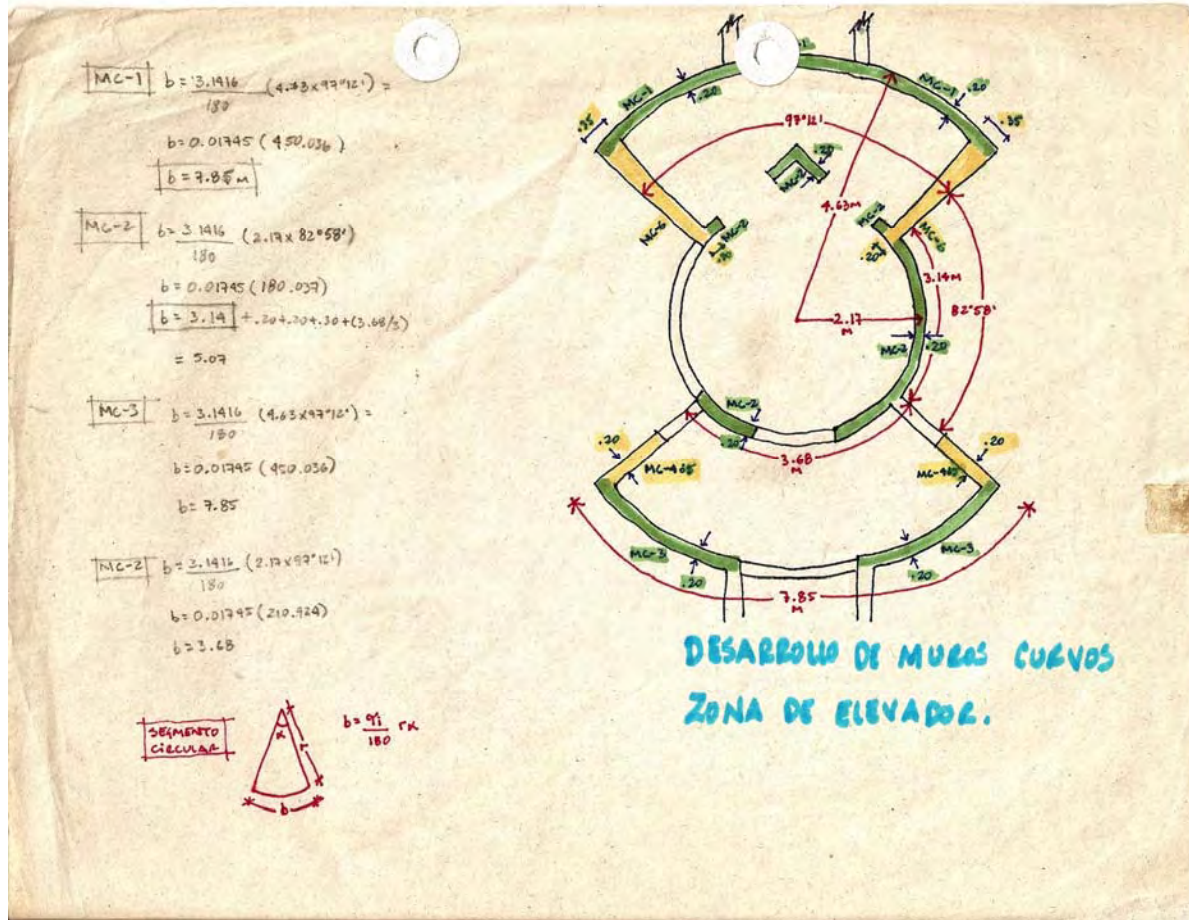 MC-1 b = 3.1416 (4.63x97°12') =
180
b = 0.01745 (450.036)
b = 7.85 m
MC-2 b = 3.1416 (2.17x82°58')
180
b = 0.01745 (180.037)
b = 3.14 + .20+.20+.30+(3.68/3)
= 5.07
MC-3 b = 3.1416 (4.63x97°12') =
180
b = 0.01745 (450.036)
b = 7.85
MC-2 b = 3.1416 (2.17x97°12')
180
b = 0.01745 (210.924)
b = 3.68
SEGMENTO
CIRCULAR
α
r
b
b = π rα
180
MC-1
.20
MC-1
.20
.35
.35
97°12'
.20
MC-2
4.63M
MC-6
MC-2
MC-2
MC-6
.20
3.14M
82°58'
2.17
M
MC-2
.20
MC-2
.20
3.68
M
.20
.20
MC-3
.20
MC-3
.20
7.85
M
DESARROLLO DE MUROS CURVOS
ZONA DE ELEVADOR.